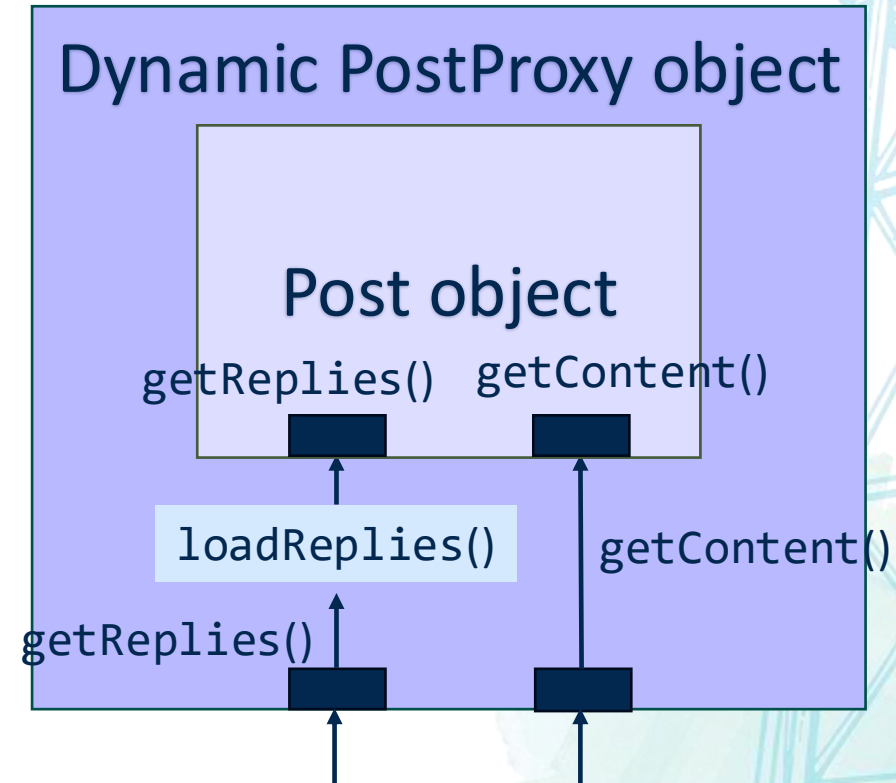 Dynamic PostProxy object
Post object
getReplies() getContent()
loadReplies()
getContent()
getReplies()